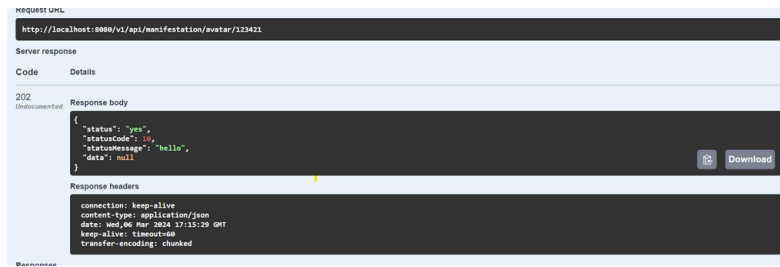 Request URL
http://localhost:8080/v1/api/manifestation/avatar/123421
Server response
Code Details
202
Undocumented
Response body
{
"status": "yes",
"statusCode": 10,
"statusMessage": "hello",
"data": null
}
Download
Response headers
connection: keep-alive
content-type: application/json
date: Wed,06 Mar 2024 17:15:29 GMT
keep-alive: timeout=60
transfer-encoding: chunked
Responses